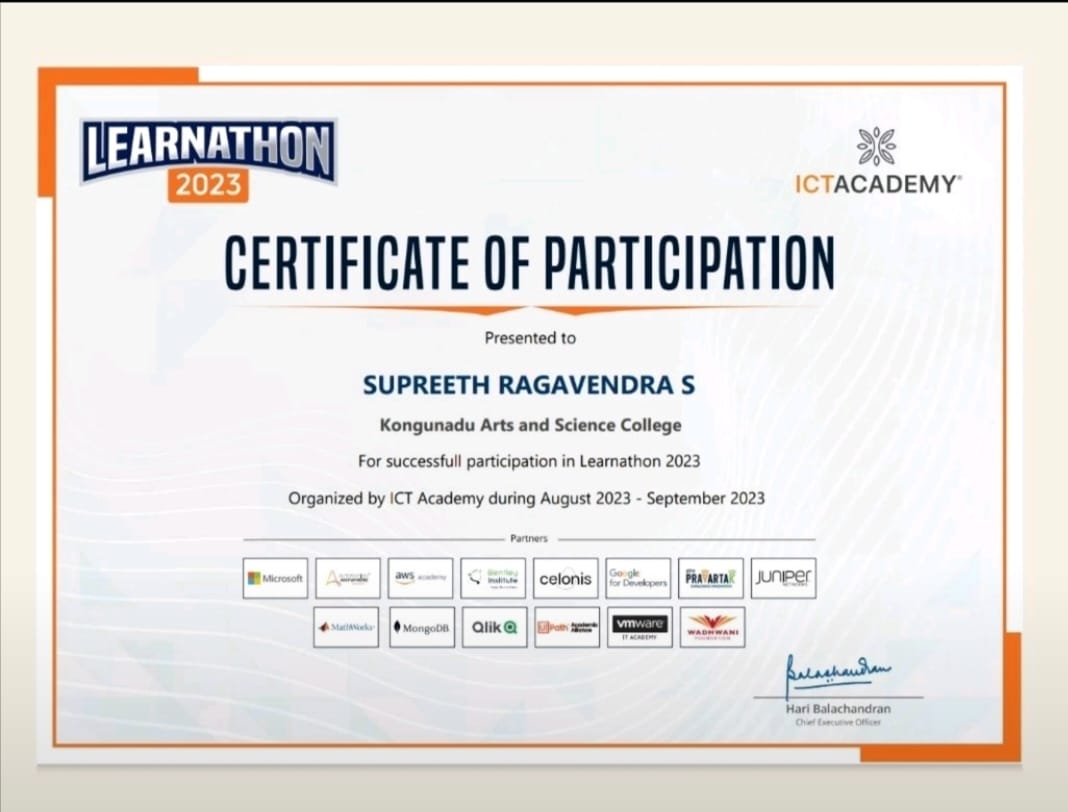 LEARNATHON
2023
ICTACADEMY
CERTIFICATE OF PARTICIPATION
Presented to
SUPREETH RAGAVENDRA S
Kongunadu Arts and Science College
For successfull participation in Learnathon 2023
Organized by ICT Academy during August 2023 - September 2023
Partners
Microsoft
aws academy
Bentley
Institute
celonis
Google
for Developers
PRAVARTAK
JUNIPER
NETWORKS
MathWorks
MongoDB
Qlik
UiPath Academic
Alliance
vmware
IT ACADEMY
WADHWANI
FOUNDATION
Balachandran
Hari Balachandran
Chief Executive Officer